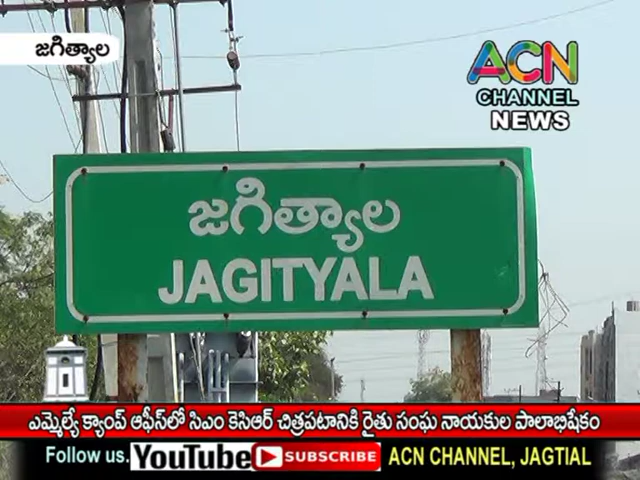 జగిత్యాల
ACN
CHANNEL
NEWS
జగిత్యాల
JAGITYALA
ఎమ్మెల్యే క్యాంప్ ఆఫీస్‌లో సిఎం కెసిఆర్ చిత్రపటానికి రైతు సంఘ నాయకుల పాలాభిషేకం
Follow us. YouTube SUBSCRIBE ACN CHANNEL, JAGTIAL